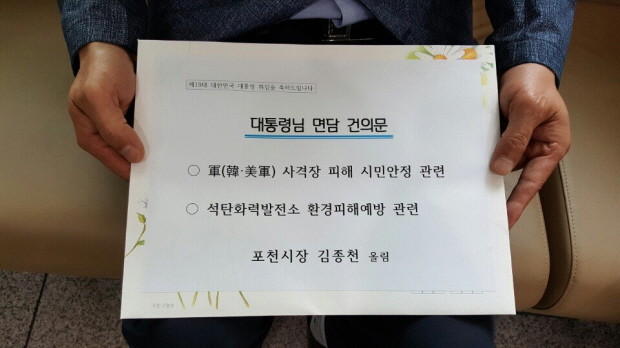 제19대 대한민국 대통령 취임을 축하드립니다
대통령님 면담 건의문
○ 軍(韓·美軍) 사격장 피해 시민안정 관련
○ 석탄화력발전소 환경피해예방 관련
포천시장 김종천 올림